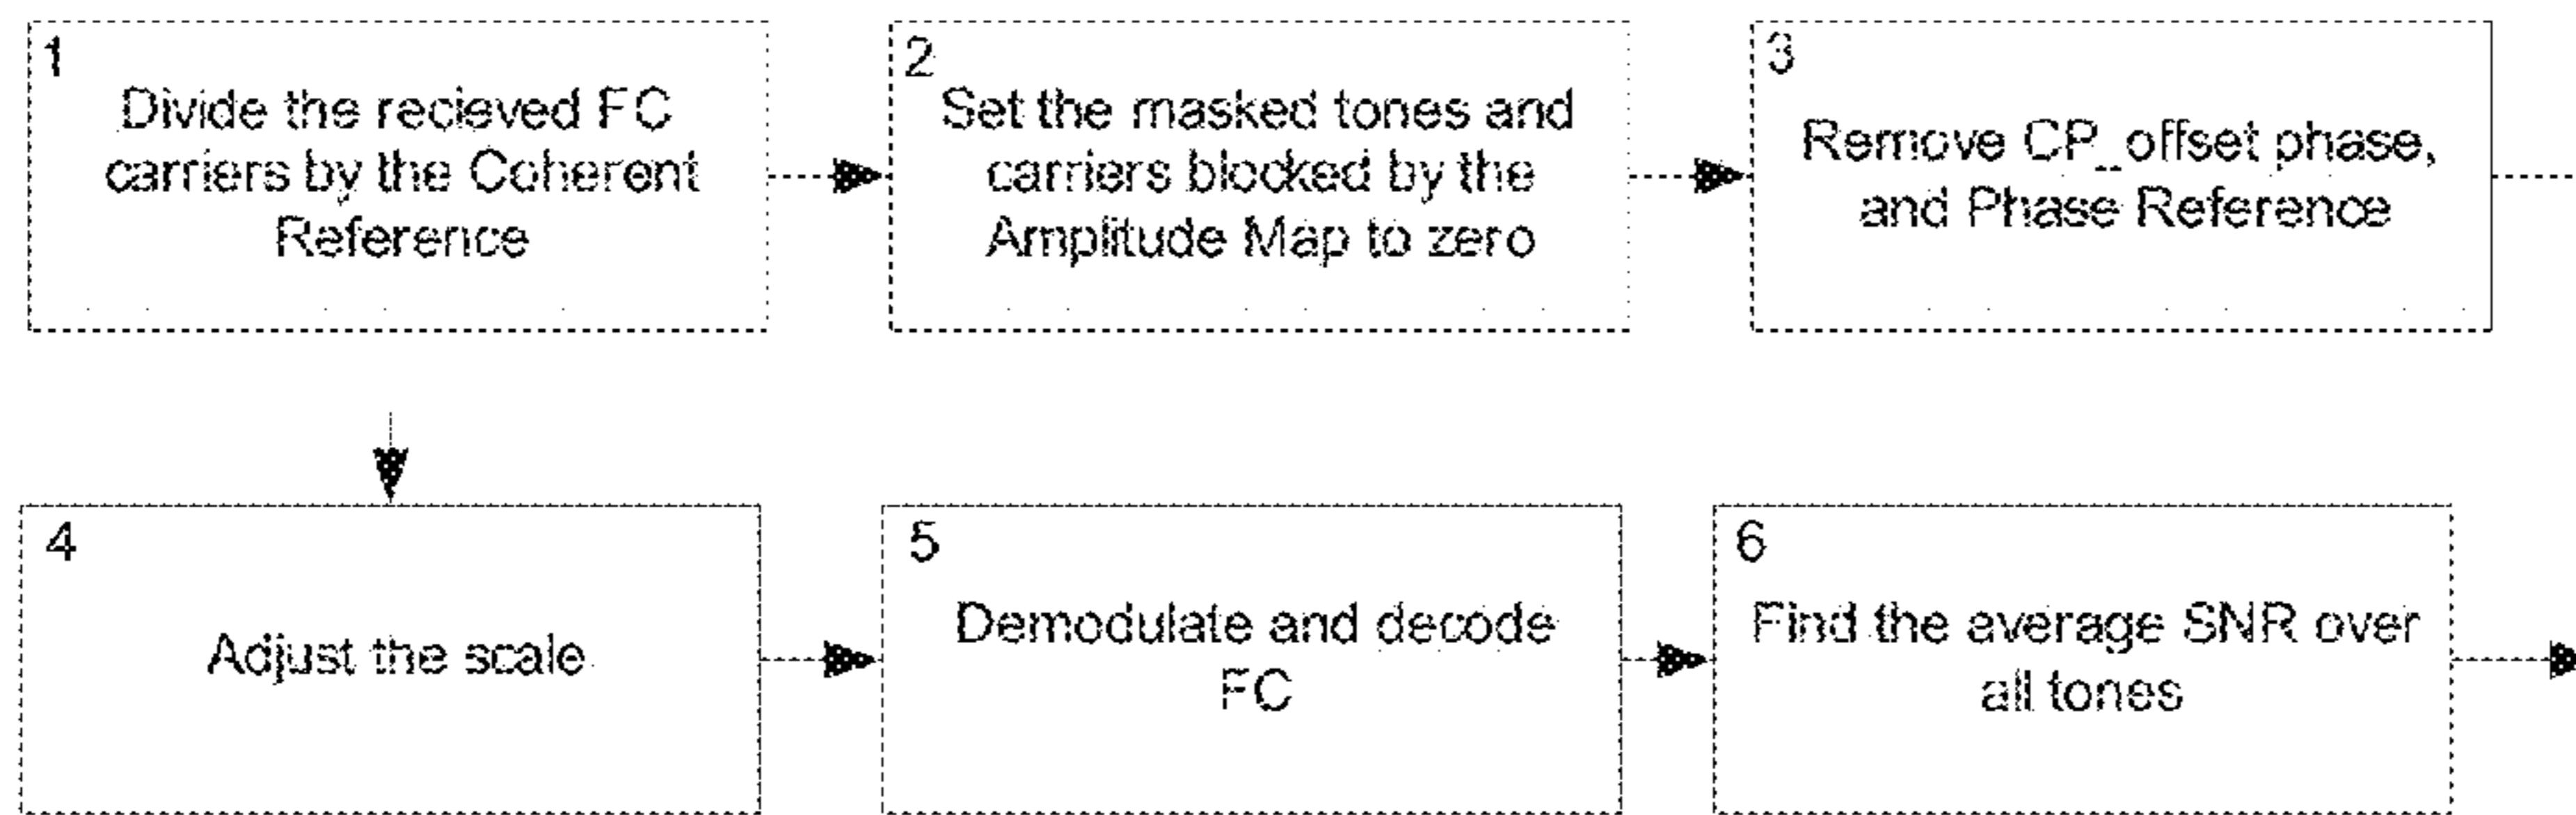 1
Divide the recieved FC
carriers by the Coherent
Reference
2
Set the masked tones and
carriers blocked by the
Amplitude Map to zero
3
Remove CP_offset phase,
and Phase Reference
4
Adjust the scale
5
Demodulate and decode
FC
6
Find the average SNR over
all tones